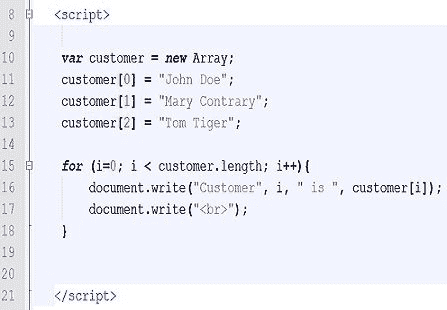 8 <script>
9
10 var customer = new Array;
11 customer[0] = "John Doe";
12 customer[1] = "Mary Contrary";
13 customer[2] = "Tom Tiger";
14
15 for (i=0; i < customer.length; i++){
16 document.write("Customer", i, " is ", customer[i]);
17 document.write("<br>");
18 }
19
20
21 </script>